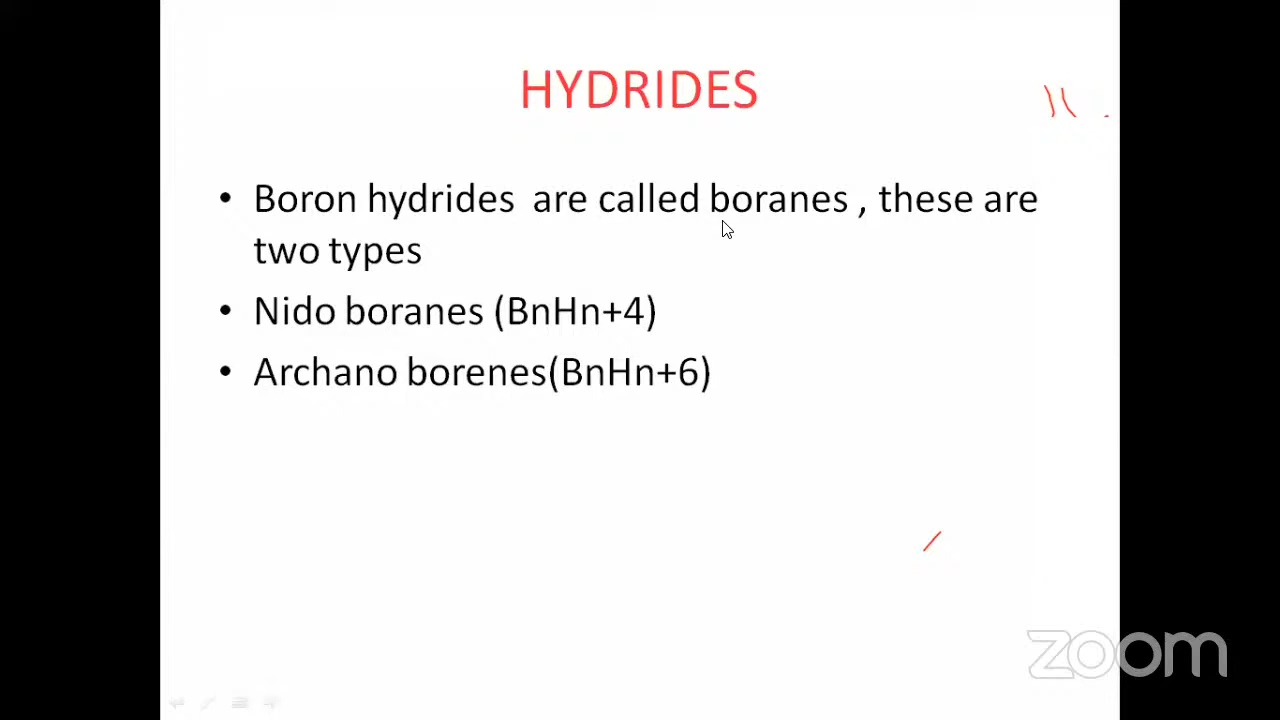 HYDRIDES
• Boron hydrides are called boranes , these are
two types
• Nido boranes (BnHn+4)
• Archano borenes(BnHn+6)
zoom